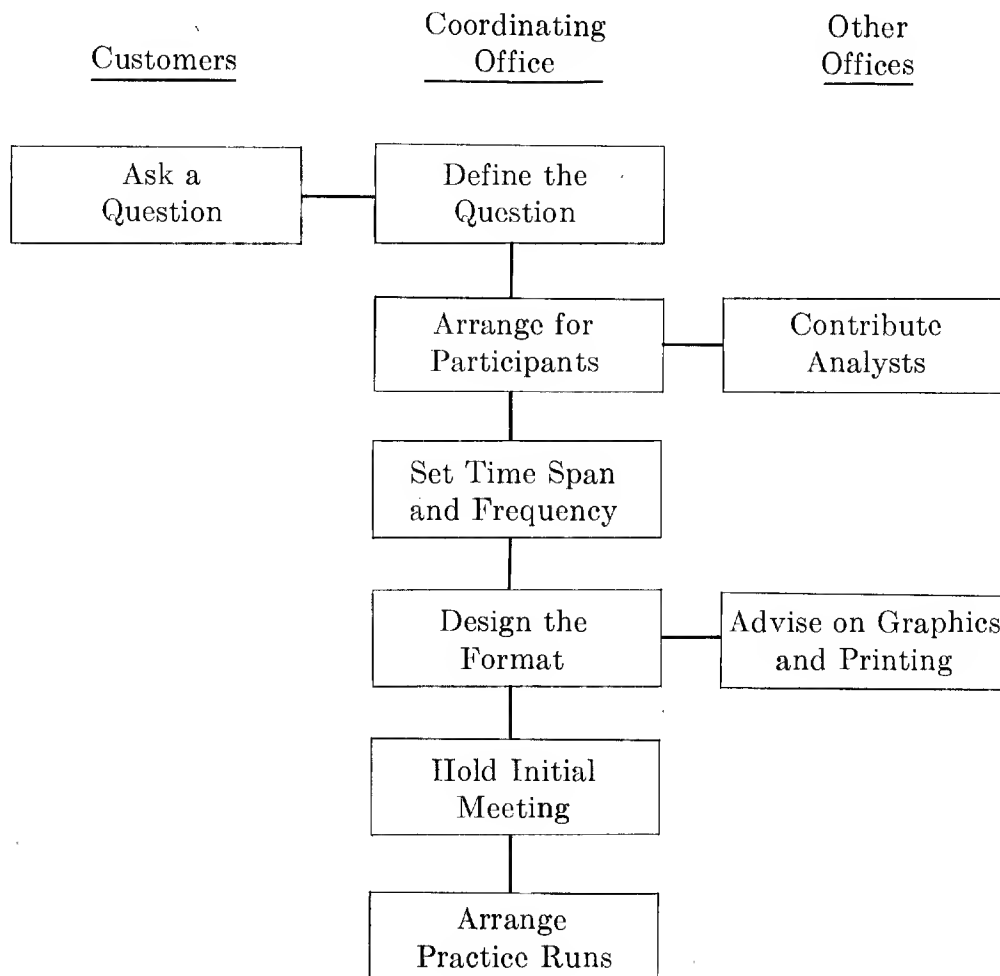 Customers
Coordinating
Office
Other
Offices
Ask a
Question
Define the
Question
Arrange for
Participants
Contribute
Analysts
Set Time Span
and Frequency
Design the
Format
Advise on Graphics
and Printing
Hold Initial
Meeting
Arrange
Practice Runs